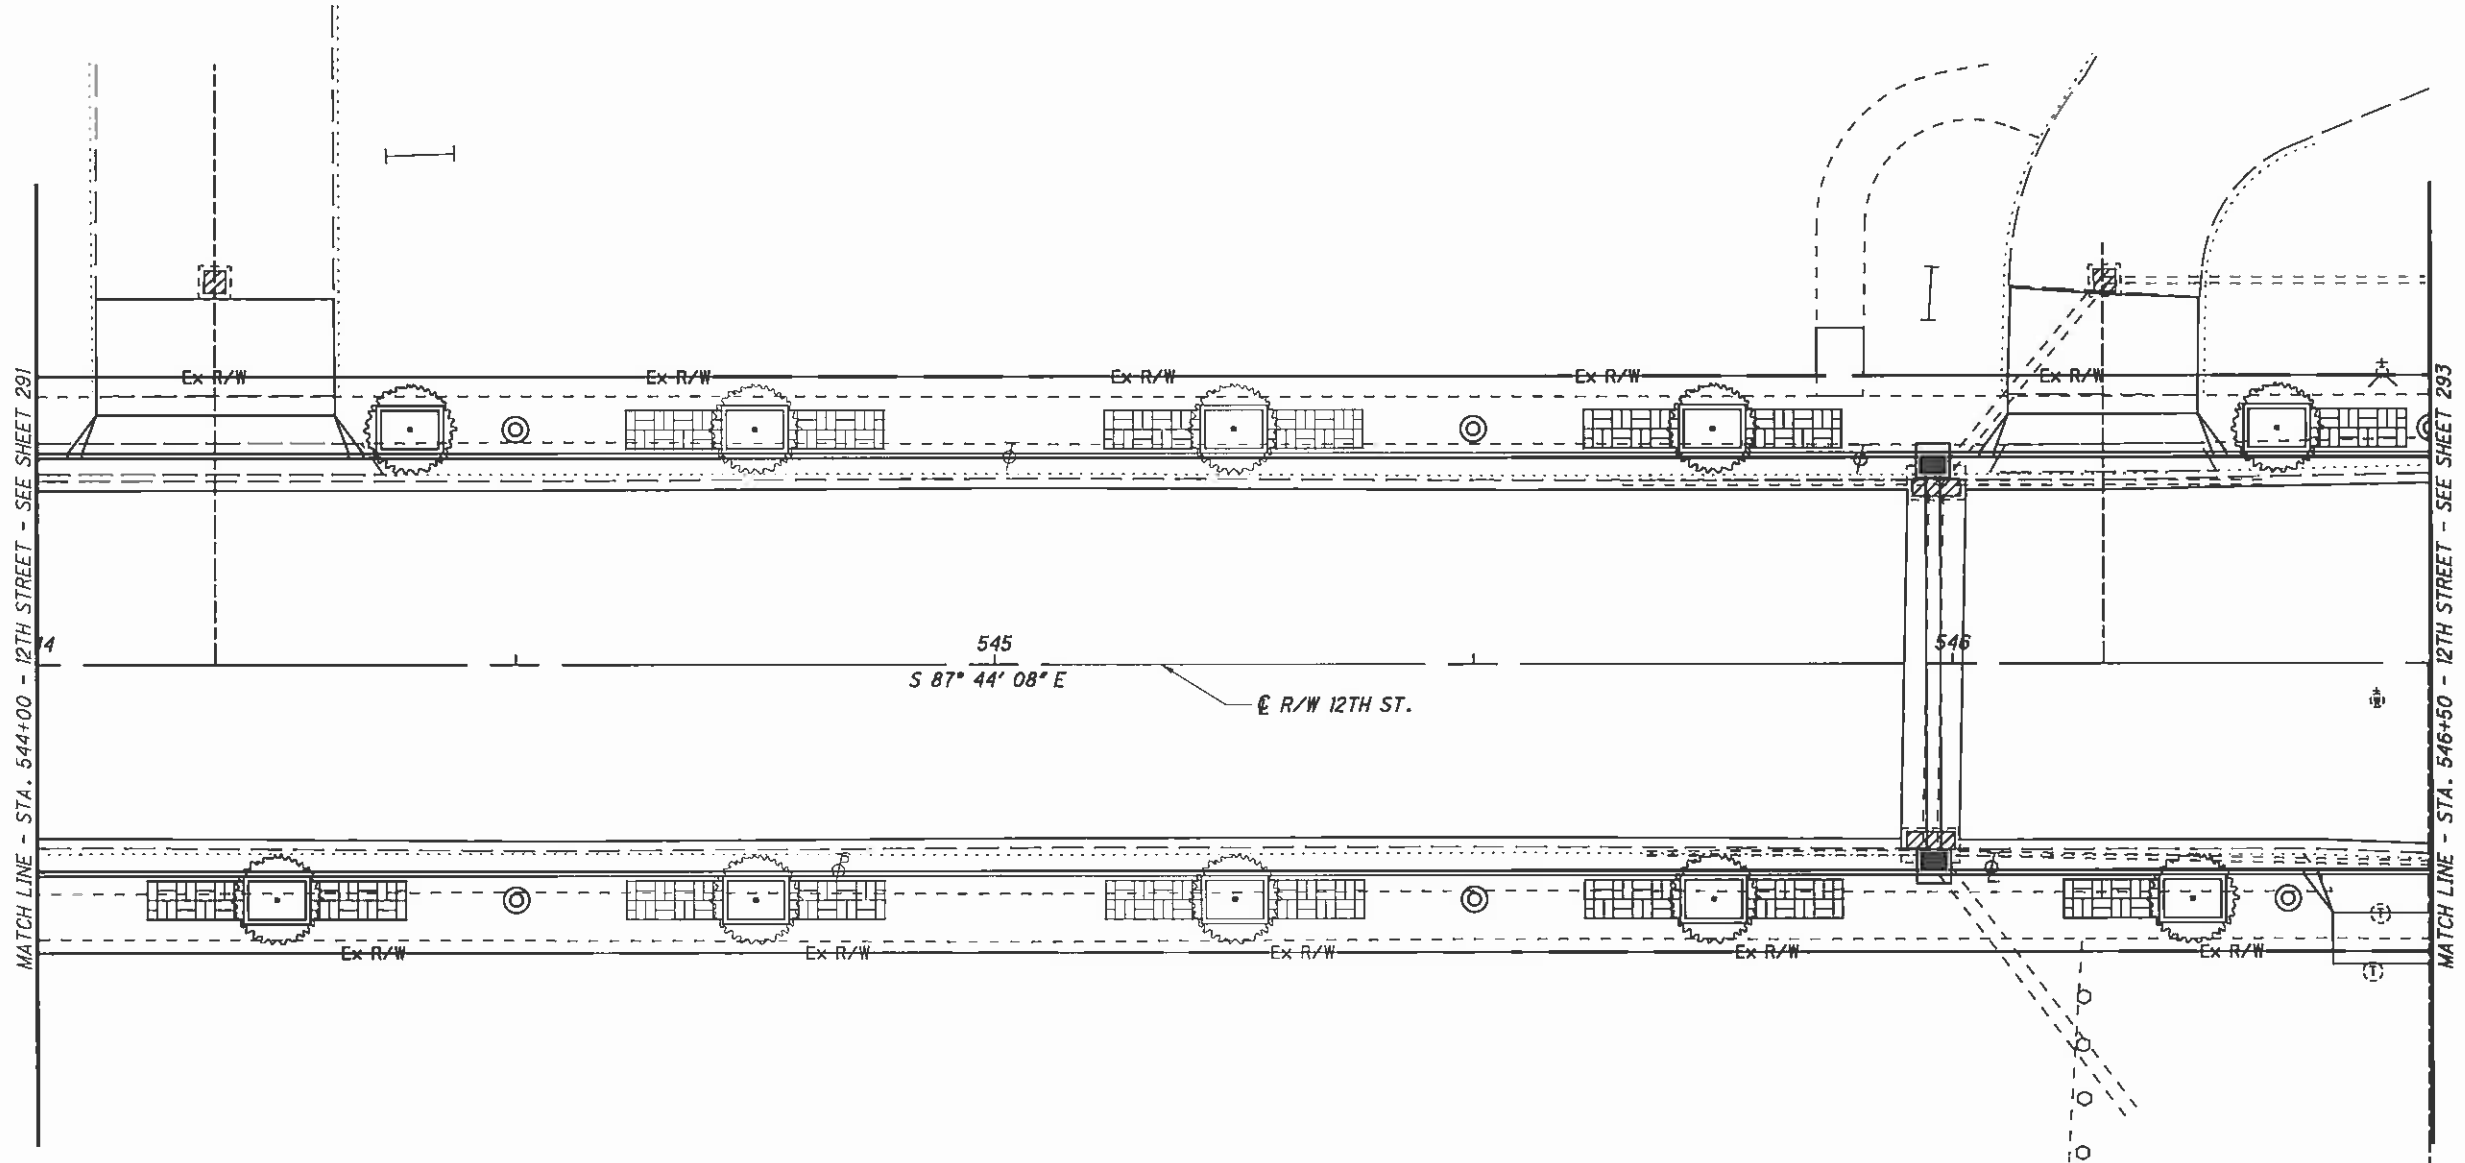 MATCH LINE - STA. 544+00 - 12TH STREET - SEE SHEET 291
Ex R/W
Ex R/W
Ex R/W
Ex R/W
Ex R/W
14
545
546
S 87° 44' 08" E
℄ R/W 12TH ST.
W
T
T
Ex R/W
Ex R/W
Ex R/W
Ex R/W
Ex R/W
MATCH LINE - STA. 546+50 - 12TH STREET - SEE SHEET 293